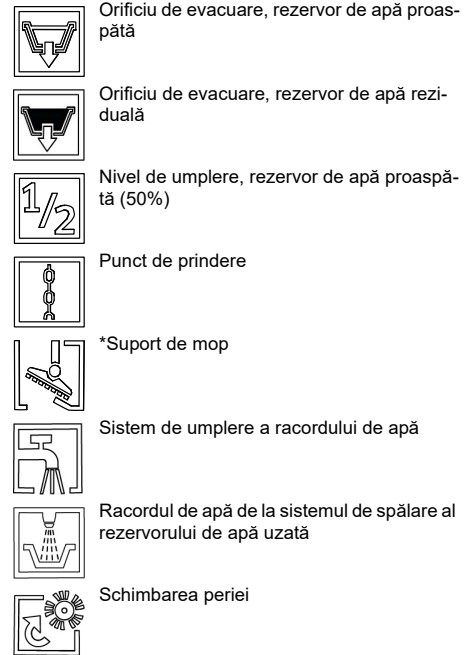 Orificiu de evacuare, rezervor de apă proas-
pătă
Orificiu de evacuare, rezervor de apă rezi-
duală
1/2
Nivel de umplere, rezervor de apă proaspă-
tă (50%)
Punct de prindere
*Suport de mop
Sistem de umplere a racordului de apă
Racordul de apă de la sistemul de spălare al
rezervorului de apă uzată
Schimbarea periei